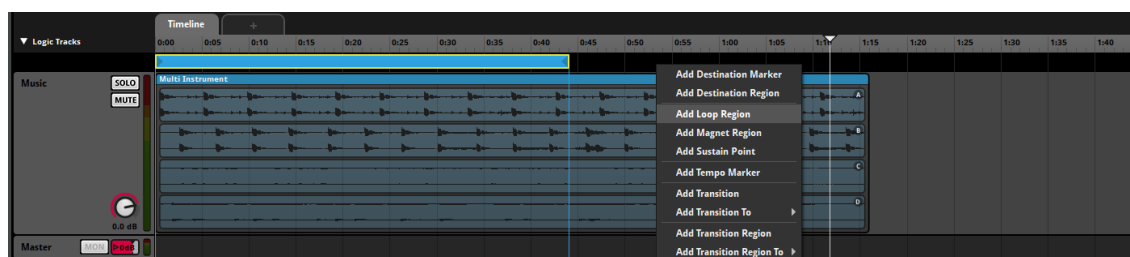 Timeline +
▼ Logic Tracks 0:00 0:05 0:10 0:15 0:20 0:25 0:30 0:35 0:40 0:45 0:50 0:55 1:00 1:05 1:15 1:20 1:25 1:30 1:35 1:40
Music SOLO Multi Instrument
MUTE
A
B
C
D
0.0 dB
Master MON
Add Destination Marker
Add Destination Region
Add Loop Region
Add Magnet Region
Add Sustain Point
Add Tempo Marker
Add Transition
Add Transition To
Add Transition Region
Add Transition Region To